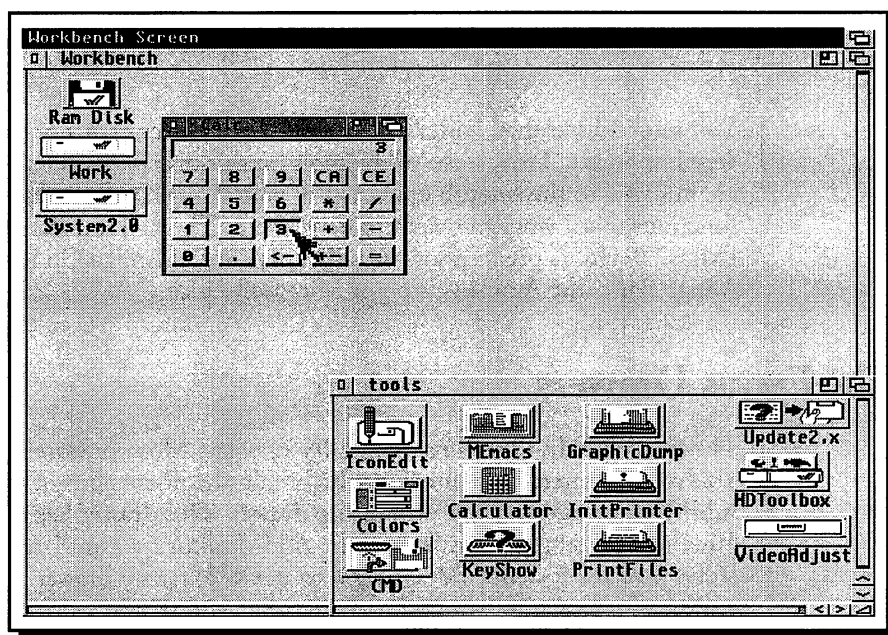 Workbench Screen
Workbench
Ram Disk
Work
System2.0
3
7 8 9 CA CE
4 5 6 * /
1 2 3 + -
0 . <- +- =
tools
IconEdit
MEmacs
GraphicDump
Update2.x
Colors
Calculator
InitPrinter
HDToolbox
CMD
KeyShow
PrintFiles
VideoAdjust